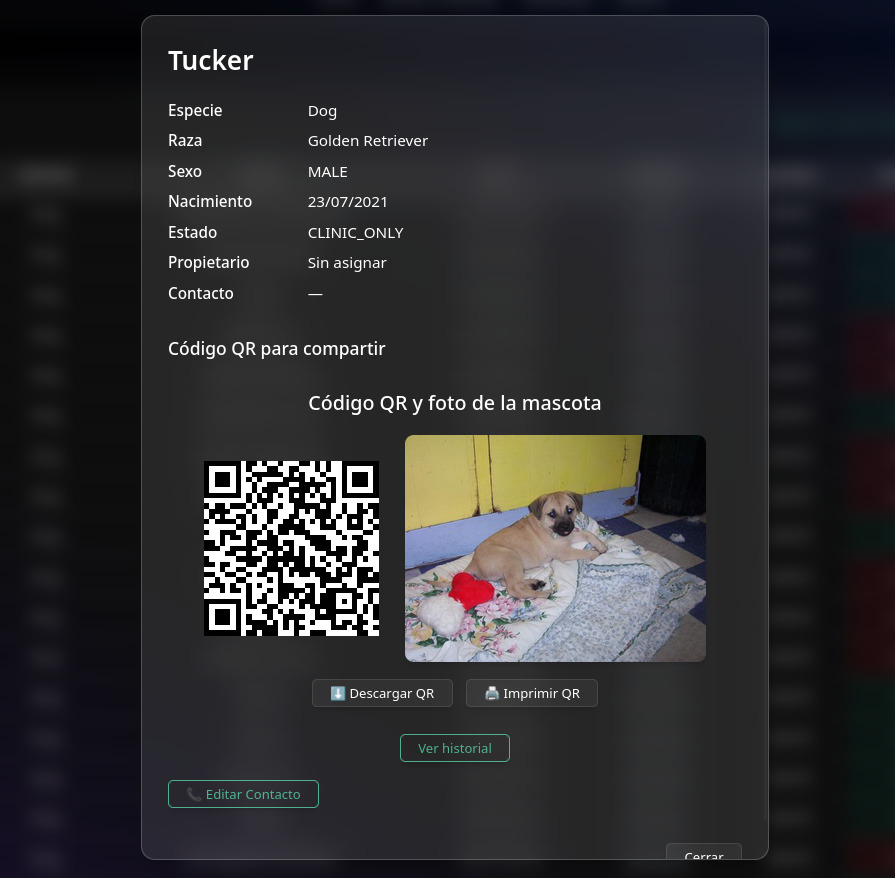 Tucker
Especie Dog
Raza Golden Retriever
Sexo MALE
Nacimiento 23/07/2021
Estado CLINIC_ONLY
Propietario Sin asignar
Contacto —
Código QR para compartir
Código QR y foto de la mascota
⬇️ Descargar QR 🖨️ Imprimir QR
Ver historial
📞 Editar Contacto
Cerrar